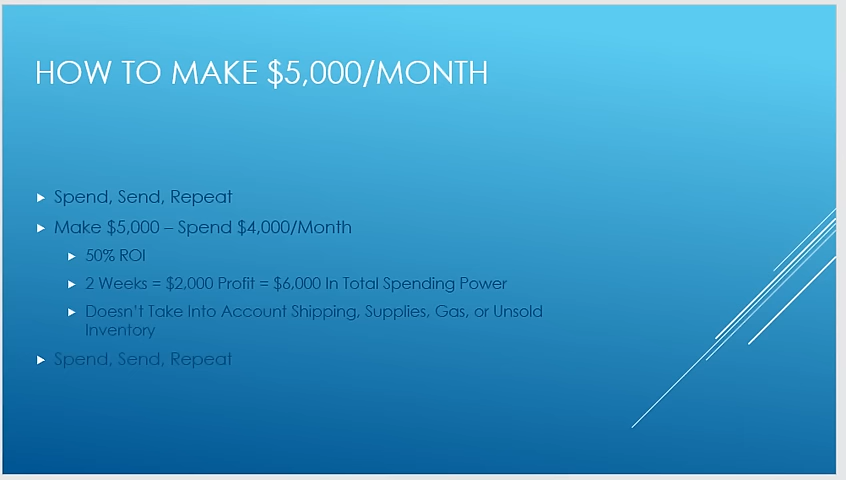 HOW TO MAKE $5,000/MONTH
Spend, Send, Repeat
Make $5,000 – Spend $4,000/Month
50% ROI
2 Weeks = $2,000 Profit = $6,000 In Total Spending Power
Doesn't Take Into Account Shipping, Supplies, Gas, or Unsold
Inventory
Spend, Send, Repeat